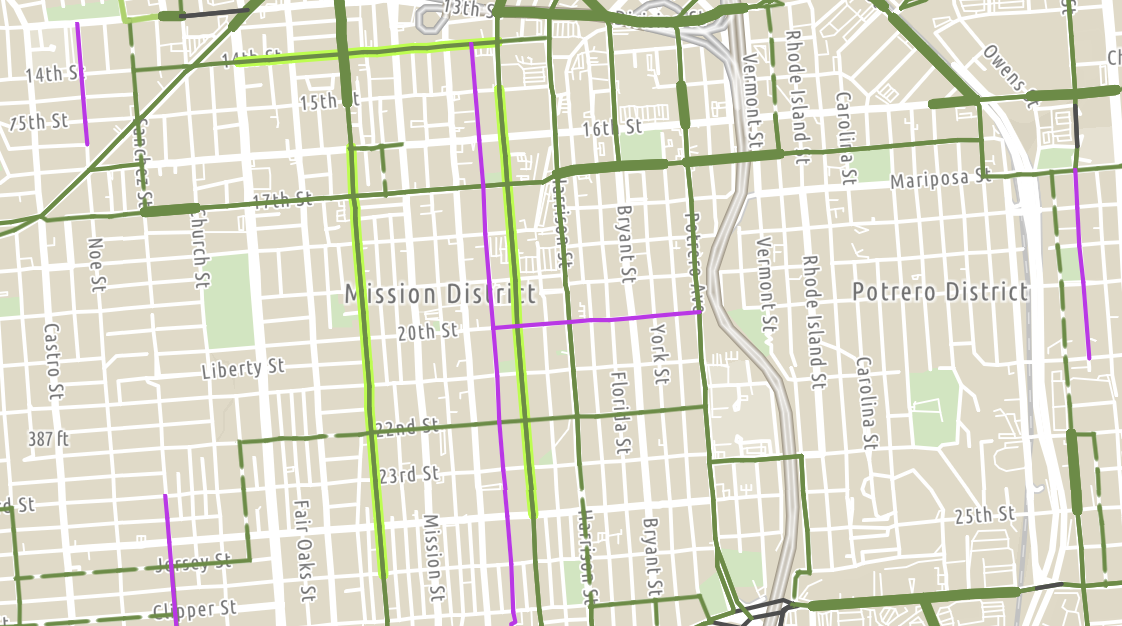 13th S
14th St
14th St
15th St
75th St
16th St
Sanchez St
17th St
Church St
Noe St
Castro St
Mission District
20th St
Liberty St
22nd St
387 ft
23rd St
rd St
Fair Oaks St
Mission St
Jersey St
Clipper St
Harrison St
Bryant St
Potrero Ave
York St
Florida St
Harrison St
Bryant St
Vermont St
Rhode Island St
Carolina St
Owens St
Ch
Mariposa St
Vermont St
Rhode Island St
Potrero District
Carolina St
25th St